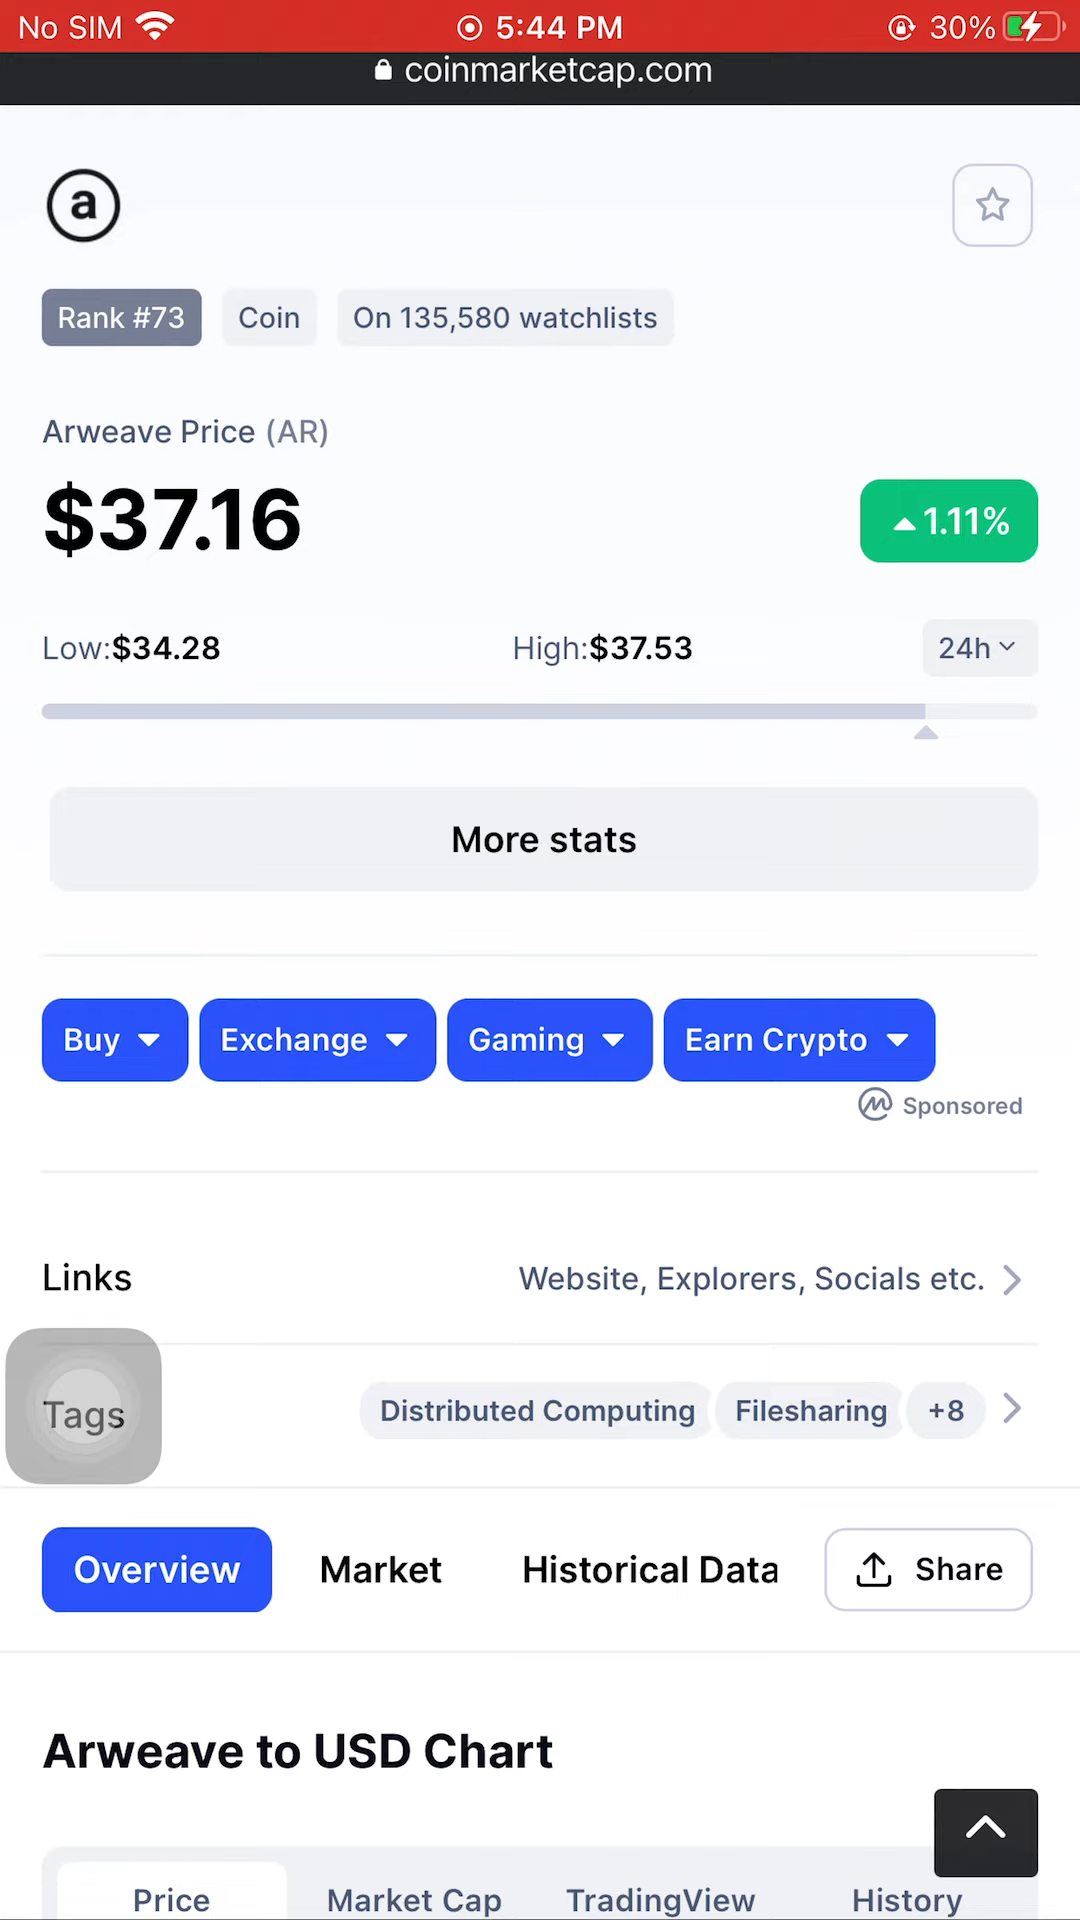 No SIM 5:44 PM 30%
coinmarketcap.com
a
Rank #73 Coin On 135,580 watchlists
Arweave Price (AR)
$37.16 1.11%
Low:$34.28 High:$37.53 24h
More stats
Buy Exchange Gaming Earn Crypto
Sponsored
Links Website, Explorers, Socials etc.
Tags Distributed Computing Filesharing +8
Overview Market Historical Data Share
Arweave to USD Chart
Price Market Cap TradingView History